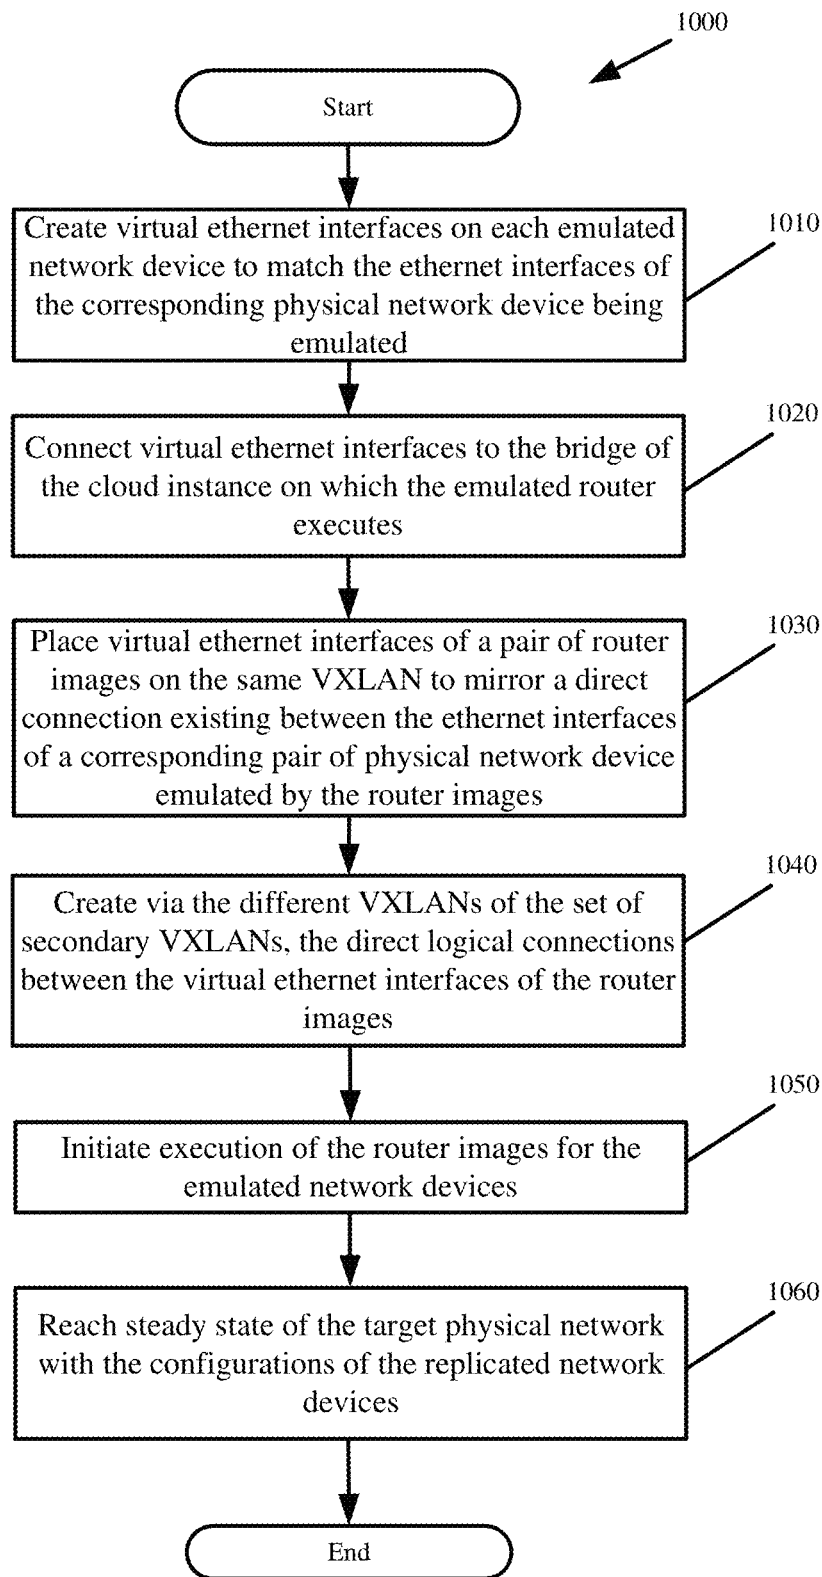 1000
Start
1010
Create virtual ethernet interfaces on each emulated
network device to match the ethernet interfaces of
the corresponding physical network device being
emulated
1020
Connect virtual ethernet interfaces to the bridge of
the cloud instance on which the emulated router
executes
1030
Place virtual ethernet interfaces of a pair of router
images on the same VXLAN to mirror a direct
connection existing between the ethernet interfaces
of a corresponding pair of physical network device
emulated by the router images
1040
Create via the different VXLANs of the set of
secondary VXLANs, the direct logical connections
between the virtual ethernet interfaces of the router
images
1050
Initiate execution of the router images for the
emulated network devices
1060
Reach steady state of the target physical network
with the configurations of the replicated network
devices
End